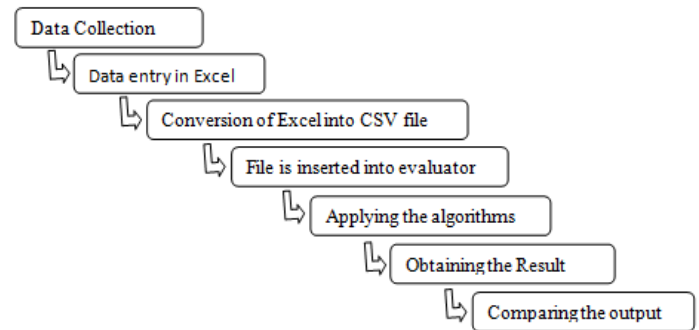 Data Collection
Data entry in Excel
Conversion of Excel into CSV file
File is inserted into evaluator
Applying the algorithms
Obtaining the Result
Comparing the output